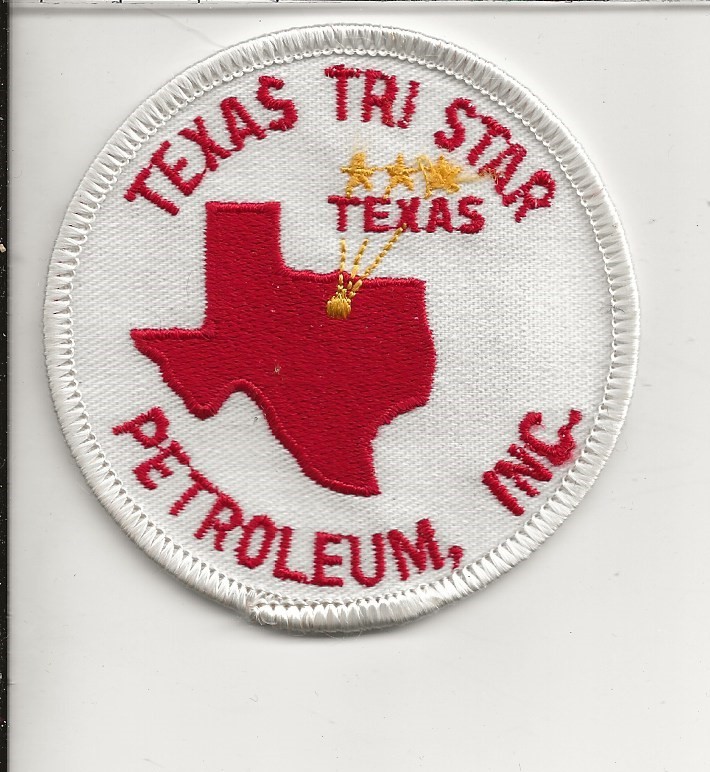 TEXAS TRI STAR
TEXAS
PETROLEUM, INC.